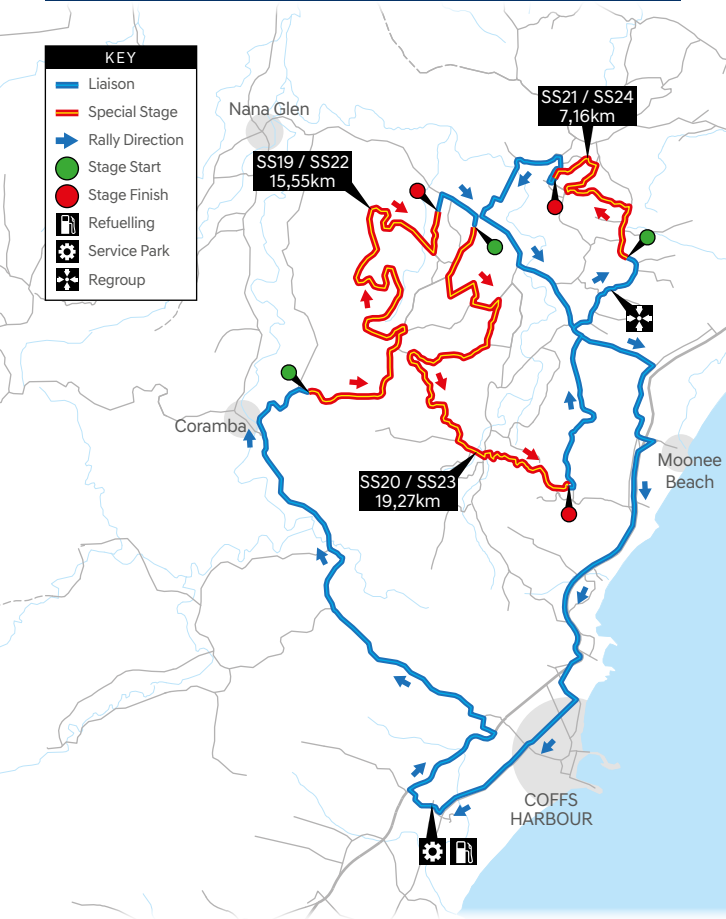 KEY
Liaison
Special Stage
Rally Direction
Stage Start
Stage Finish
Refuelling
Service Park
Regroup
Nana Glen
SS19 / SS22
15,55km
SS21 / SS24
7,16km
Coramba
SS20 / SS23
19,27km
Moonee
Beach
COFFS
HARBOUR